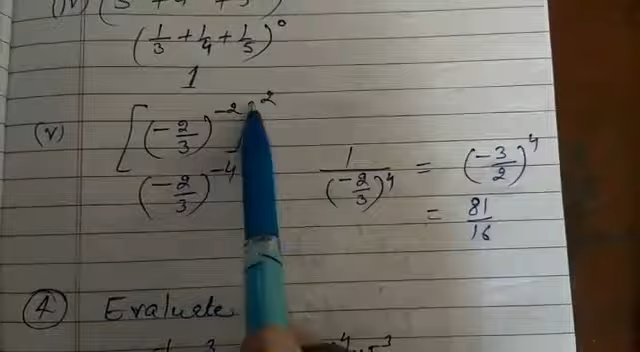 (1/3 + 1/4 + 1/5)^0
1
(v) [(-2/3)^-2]^2
(-2/3)^-4 1/(-2/3)^4 = (-3/2)^4
= 81/16
4 Evaluate